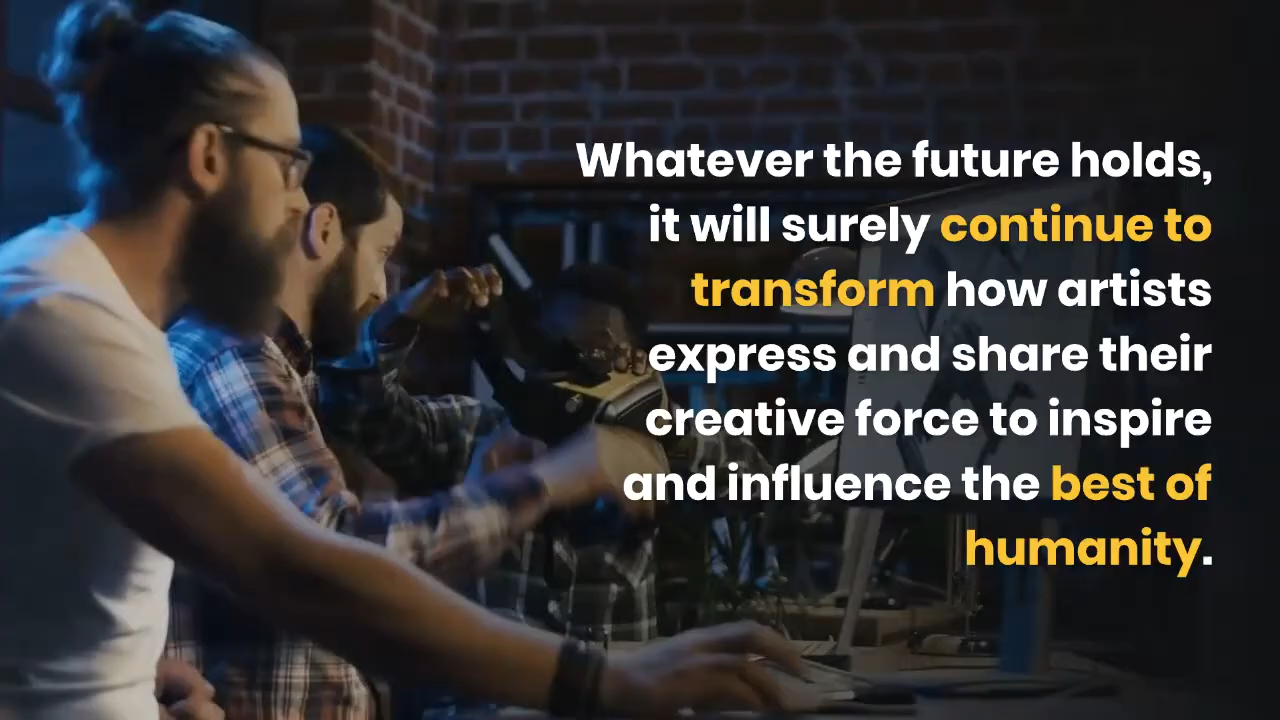 Whatever the future holds,
it will surely continue to
transform how artists
express and share their
creative force to inspire
and influence the best of
humanity.